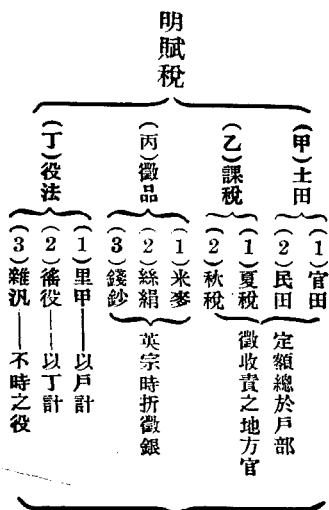 明賦稅
(甲)土田
(1)官田
(2)民田
(乙)課稅
(1)夏稅
(2)秋稅
定額總於戶部
徵收責之地方官
(丙)徵品
(1)米麥
(2)絲絹
(3)錢鈔
英宗時折徵銀
(丁)役法
(1)里甲——以戶計
(2)徭役——以丁計
(3)雜汎——不時之役